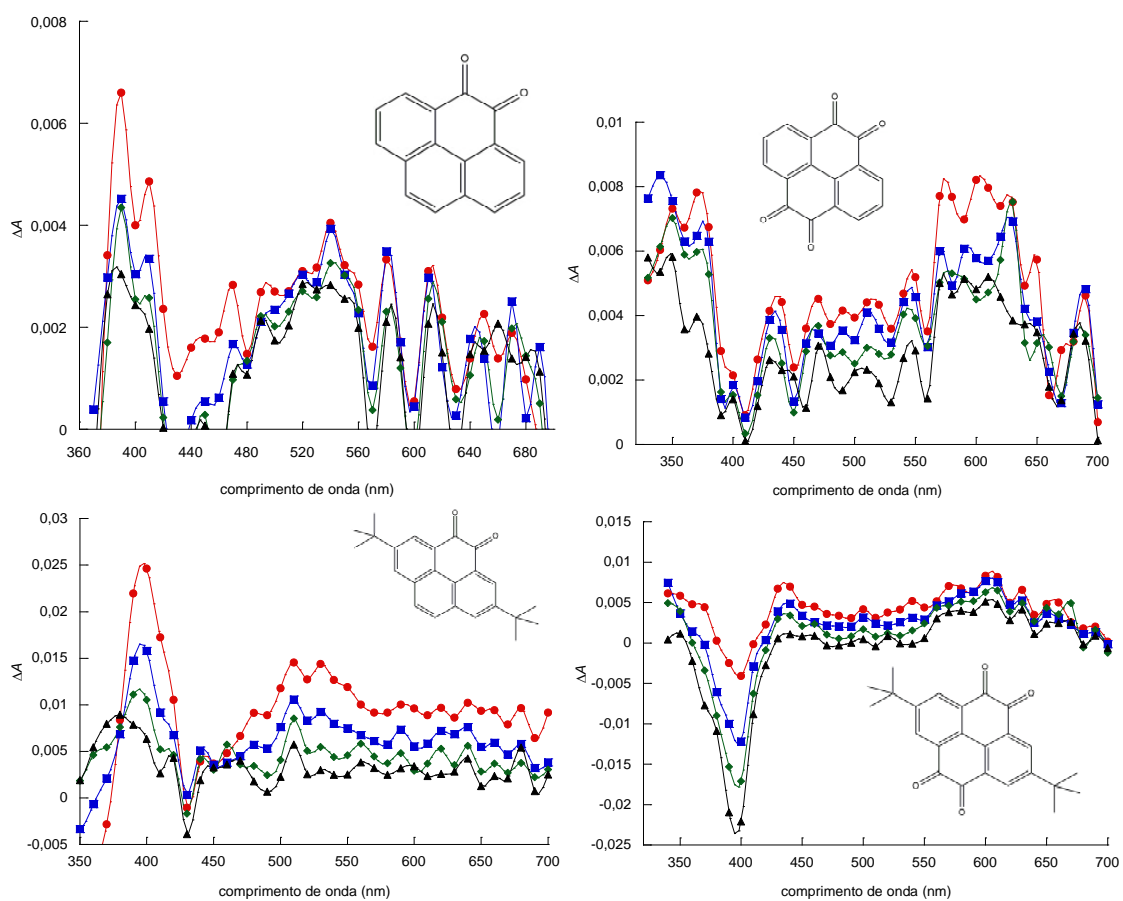 0,008
0,006
0,004
0,002
0
ΔA
360 400 440 480 520 560 600 640 680
comprimento de onda (nm)
O
O
0,01
0,008
0,006
0,004
0,002
0
ΔA
350 400 450 500 550 600 650 700
comprimento de onda (nm)
O
O
O
O
0,03
0,025
0,02
0,015
0,01
0,005
0
-0,005
ΔA
350 400 450 500 550 600 650 700
comprimento de onda (nm)
O
O
0,015
0,01
0,005
0
-0,005
-0,01
-0,015
-0,02
-0,025
ΔA
350 400 450 500 550 600 650 700
comprimento de onda (nm)
O
O
O
O